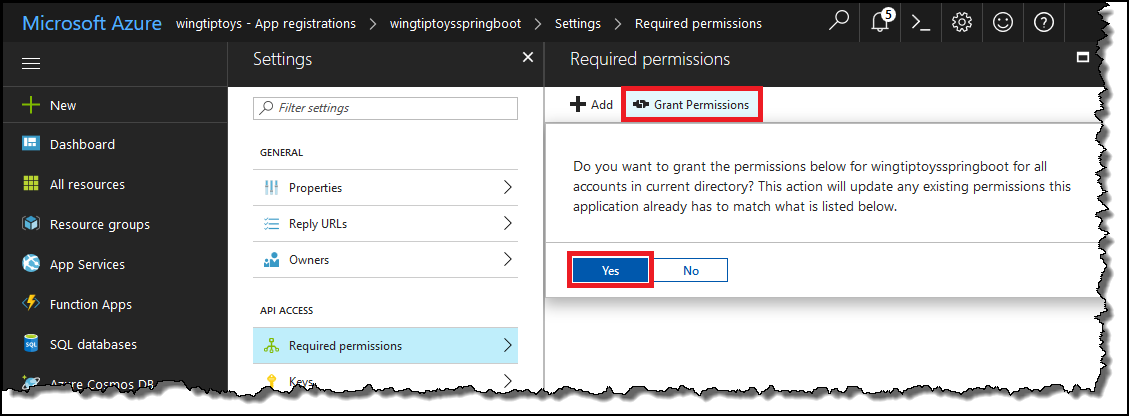 Microsoft Azure wingtiptoys - App registrations > wingtiptoysspringboot > Settings > Required permissions 5
Settings
Required permissions
New
Dashboard
All resources
Resource groups
App Services
Function Apps
SQL databases
Azure Cosmos DB
Filter settings
GENERAL
Properties
Reply URLs
Owners
API ACCESS
Required permissions
Keys
Add Grant Permissions
Do you want to grant the permissions below for wingtiptoysspringboot for all
accounts in current directory? This action will update any existing permissions this
application already has to match what is listed below.
Yes No